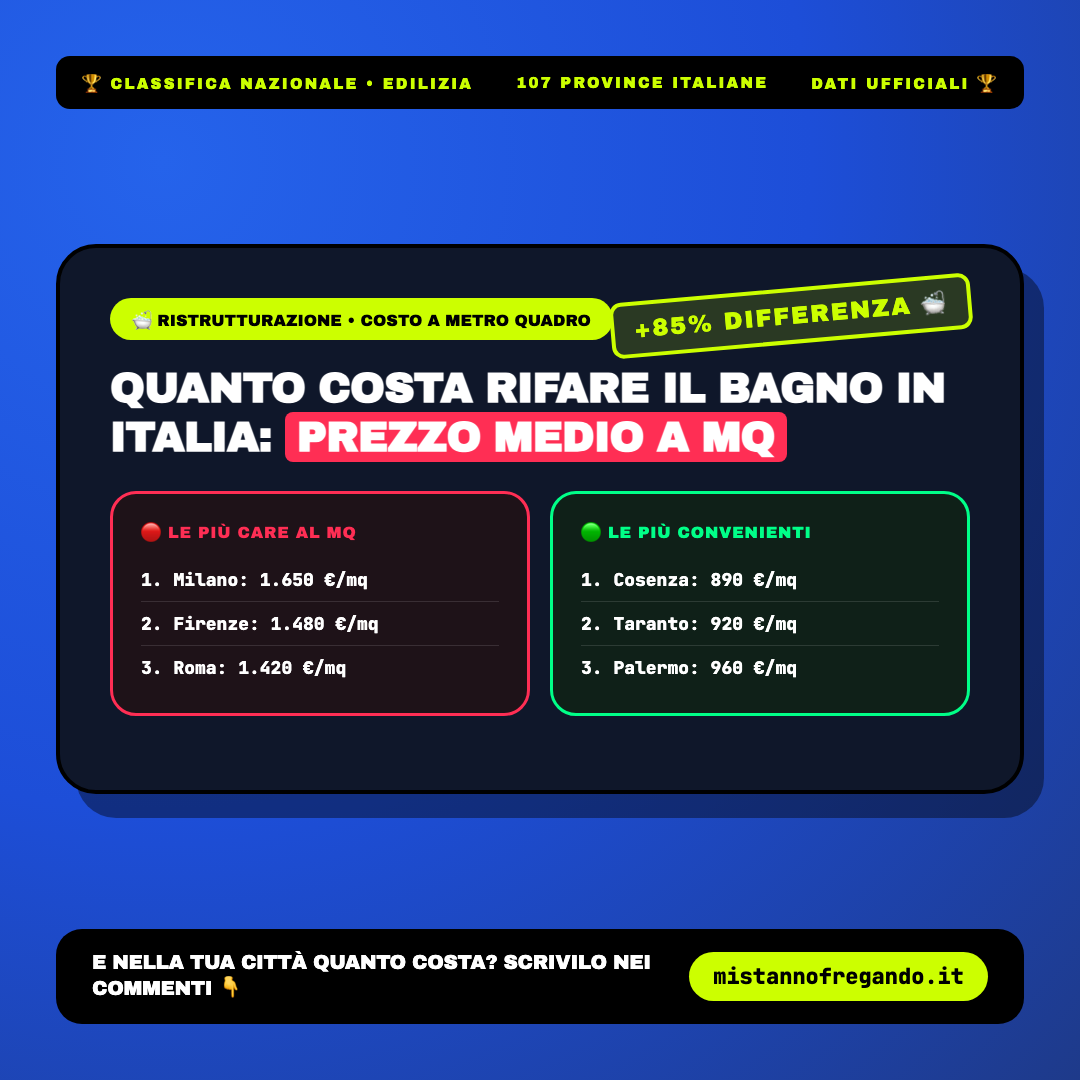 🏆 CLASSIFICA NAZIONALE • EDILIZIA
107 PROVINCE ITALIANE
DATI UFFICIALI 🏆
🛁 RISTRUTTURAZIONE • COSTO A METRO QUADRO
+85% DIFFERENZA 🛁
QUANTO COSTA RIFARE IL BAGNO IN
ITALIA: PREZZO MEDIO A MQ
🔴 LE PIÙ CARE AL MQ
1. Milano: 1.650 €/mq
2. Firenze: 1.480 €/mq
3. Roma: 1.420 €/mq
🟢 LE PIÙ CONVENIENTI
1. Cosenza: 890 €/mq
2. Taranto: 920 €/mq
3. Palermo: 960 €/mq
E NELLA TUA CITTÀ QUANTO COSTA? SCRIVILO NEI
COMMENTI 👇
mistannofregando.it